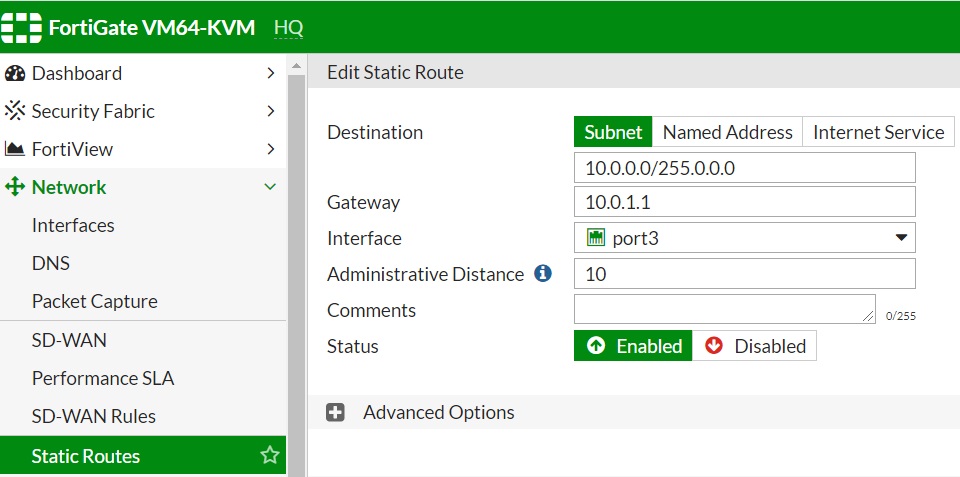 FortiGate VM64-KVM HQ
Dashboard
Security Fabric
FortiView
Network
Interfaces
DNS
Packet Capture
SD-WAN
Performance SLA
SD-WAN Rules
Static Routes
Edit Static Route
Destination Subnet Named Address Internet Service
10.0.0.0/255.0.0.0
Gateway 10.0.1.1
Interface port3
Administrative Distance 10
Comments 0/255
Status Enabled Disabled
Advanced Options